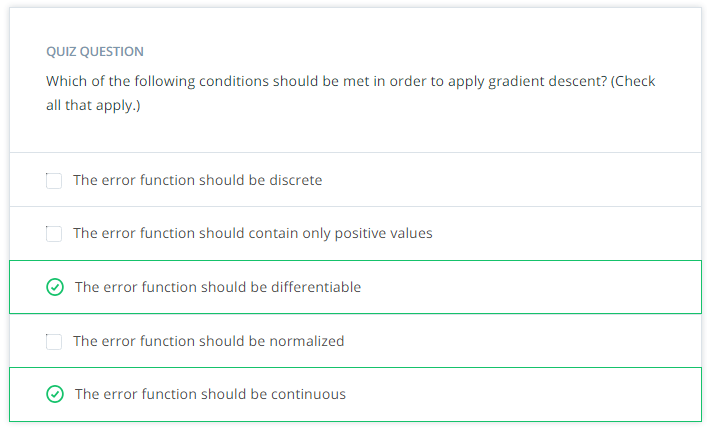 QUIZ QUESTION
Which of the following conditions should be met in order to apply gradient descent? (Check
all that apply.)
The error function should be discrete
The error function should contain only positive values
The error function should be differentiable
The error function should be normalized
The error function should be continuous